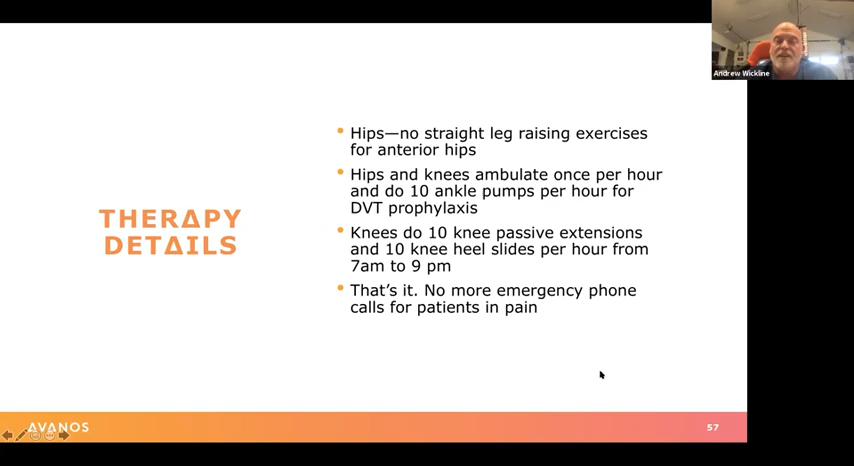 Andrew Wickline
THERAPY
DETAILS
• Hips—no straight leg raising exercises
for anterior hips
• Hips and knees ambulate once per hour
and do 10 ankle pumps per hour for
DVT prophylaxis
• Knees do 10 knee passive extensions
and 10 knee heel slides per hour from
7am to 9 pm
• That's it. No more emergency phone
calls for patients in pain
AVANOS
57